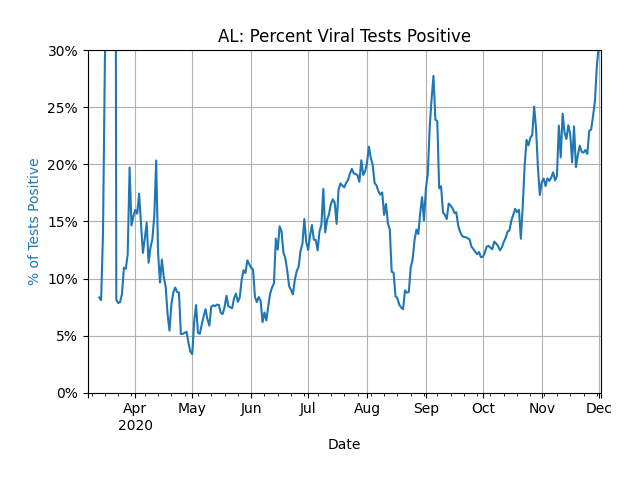 AL: Percent Viral Tests Positive
30%
25%
20%
15%
10%
5%
0%
% of Tests Positive
Apr May Jun Jul Aug Sep Oct Nov Dec
2020
Date